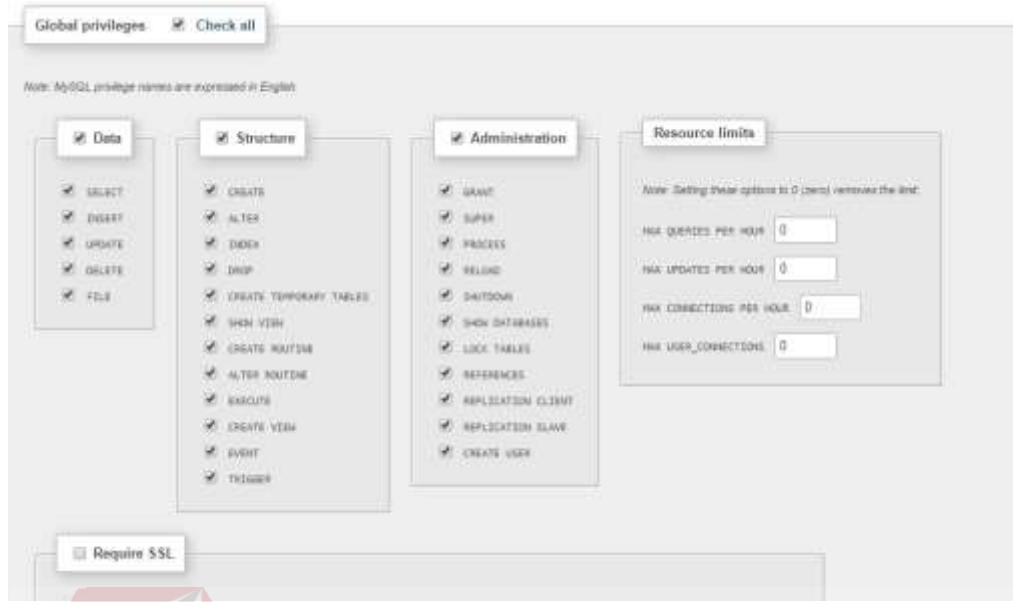 Global privileges Check all
Note: MySQL privilege names are expressed in English
Data
SELECT
INSERT
UPDATE
DELETE
FILE
Structure
CREATE
ALTER
INDEX
DROP
CREATE TEMPORARY TABLES
SHOW VIEW
CREATE ROUTINE
ALTER ROUTINE
EXECUTE
CREATE VIEW
EVENT
TRIGGER
Administration
GRANT
SUPER
PROCESS
RELOAD
SHUTDOWN
SHOW DATABASES
LOCK TABLES
REFERENCES
REPLICATION CLIENT
REPLICATION SLAVE
CREATE USER
Resource limits
Note: Setting these options to 0 (zero) removes the limit.
MAX QUERIES PER HOUR 0
MAX UPDATES PER HOUR 0
MAX CONNECTIONS PER HOUR 0
MAX USER_CONNECTIONS 0
Require SSL